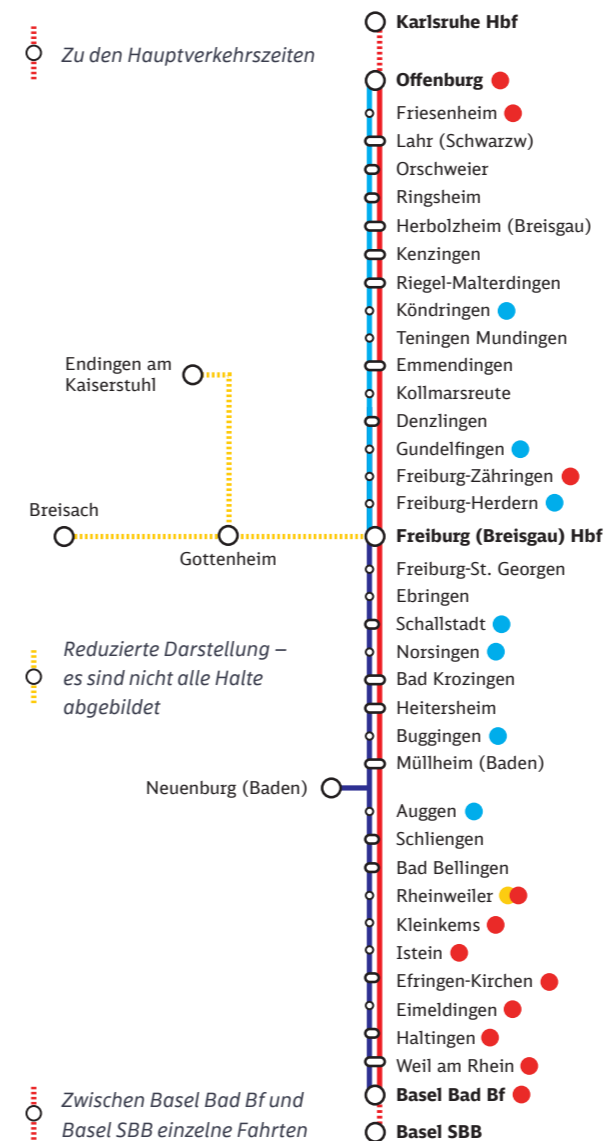 Karlsruhe Hbf
Zu den Hauptverkehrszeiten
Offenburg
Friesenheim
Lahr (Schwarzw)
Orschweier
Ringsheim
Herbolzheim (Breisgau)
Kenzingen
Riegel-Malterdingen
Köndringen
Teningen Mundingen
Endingen am
Kaiserstuhl
Emmendingen
Kollmarsreute
Denzlingen
Gundelfingen
Freiburg-Zähringen
Freiburg-Herdern
Breisach
Gottenheim
Freiburg (Breisgau) Hbf
Freiburg-St. Georgen
Ebringen
Schallstadt
Reduzierte Darstellung –
es sind nicht alle Halte
abgebildet
Norsingen
Bad Krozingen
Heitersheim
Buggingen
Müllheim (Baden)
Neuenburg (Baden)
Auggen
Schliengen
Bad Bellingen
Rheinweiler
Kleinkems
Istein
Efringen-Kirchen
Eimeldingen
Haltingen
Weil am Rhein
Basel Bad Bf
Zwischen Basel Bad Bf und
Basel SBB einzelne Fahrten
Basel SBB